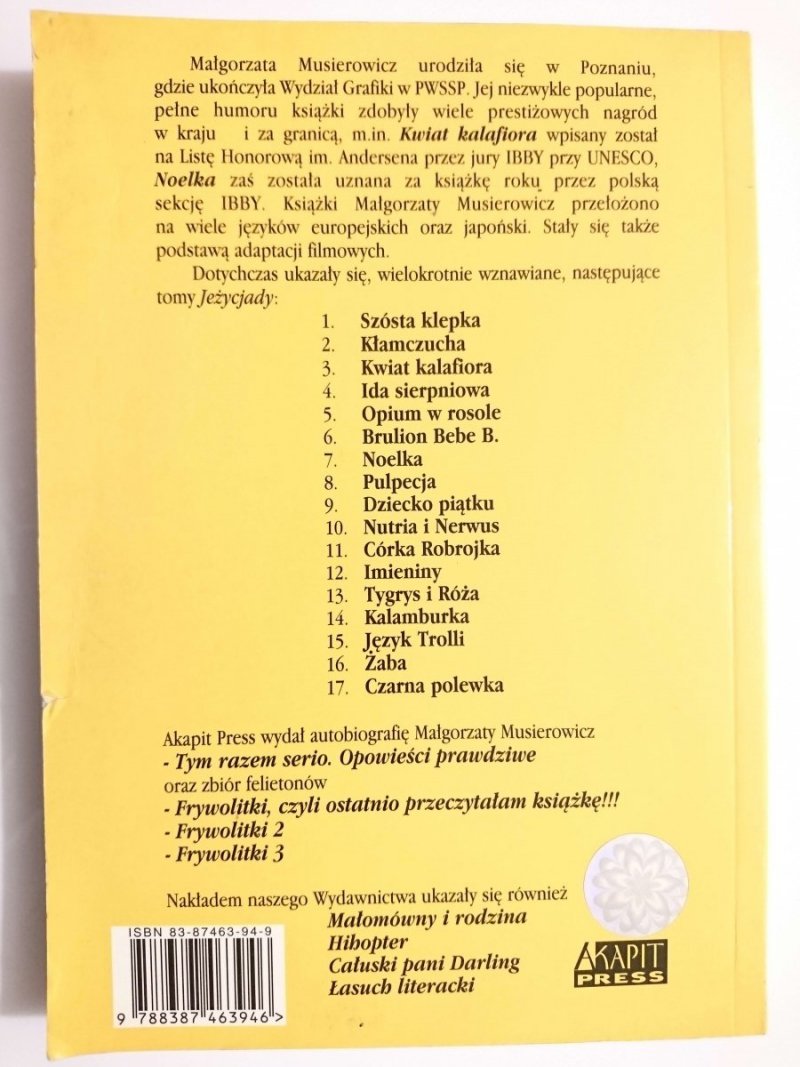 Małgorzata Musierowicz urodziła się w Poznaniu,
gdzie ukończyła Wydział Grafiki w PWSSP. Jej niezwykle popularne,
pełne humoru książki zdobyły wiele prestiżowych nagród
w kraju i za granicą, m.in. Kwiat kalafiora wpisany został
na Listę Honorową im. Andersena przez jury IBBY przy UNESCO,
Noelka zaś została uznana za książkę roku przez polską
sekcję IBBY. Książki Małgorzaty Musierowicz przełożono
na wiele języków europejskich oraz japoński. Stały się także
podstawą adaptacji filmowych.
Dotychczas ukazały się, wielokrotnie wznawiane, następujące
tomy Jeżycjady:
1. Szósta klepka
2. Kłamczucha
3. Kwiat kalafiora
4. Ida sierpniowa
5. Opium w rosole
6. Brulion Bebe B.
7. Noelka
8. Pulpecja
9. Dziecko piątku
10. Nutria i Nerwus
11. Córka Robrojka
12. Imieniny
13. Tygrys i Róża
14. Kalamburka
15. Język Trolli
16. Żaba
17. Czarna polewka
Akapit Press wydał autobiografię Małgorzaty Musierowicz
- Tym razem serio. Opowieści prawdziwe
oraz zbiór felietonów
- Frywolitki, czyli ostatnio przeczytałam książkę!!!
- Frywolitki 2
- Frywolitki 3
Nakładem naszego Wydawnictwa ukazały się również
Małomówny i rodzina
Hihopter
Całuski pani Darling
Łasuch literacki
ISBN 83-87463-94-9
9 788387 463946 >
AKAPIT
PRESS